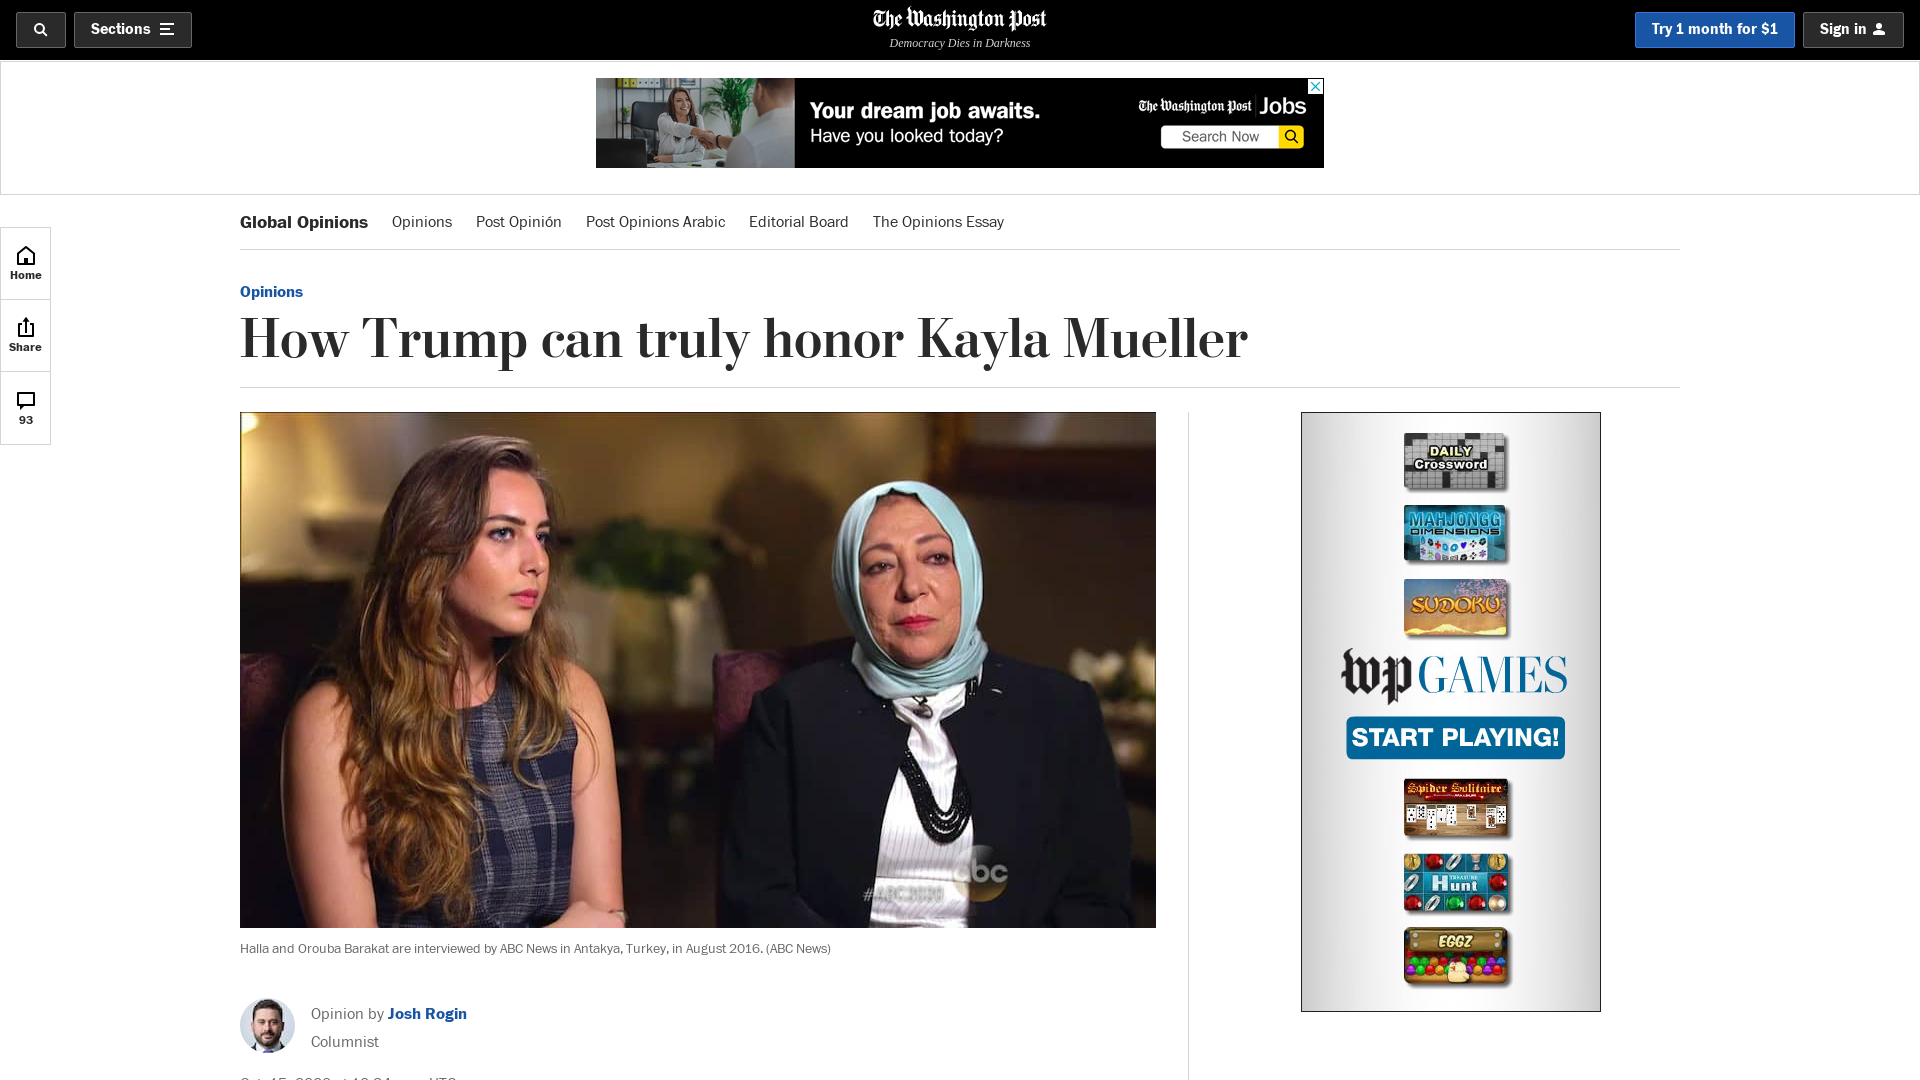 Sections
The Washington Post
Democracy Dies in Darkness
Try 1 month for $1
Sign in
Your dream job awaits.
Have you looked today?
The Washington Post Jobs
Search Now
Global Opinions
Opinions
Post Opinión
Post Opinions Arabic
Editorial Board
The Opinions Essay
Home
Share
93
Opinions
How Trump can truly honor Kayla Mueller
abc
Halla and Orouba Barakat are interviewed by ABC News in Antakya, Turkey, in August 2016. (ABC News)
Opinion by Josh Rogin
Columnist
DAILY
Crossword
MAHJONGG
DIMENSIONS
SUDOKU
wp GAMES
START PLAYING!
Spider Solitaire
TREASURE
Hunt
EGGZ